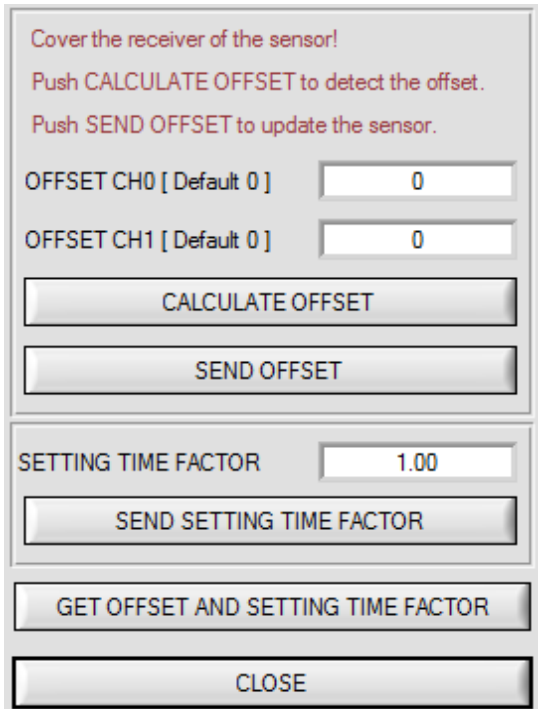 Cover the receiver of the sensor!
Push CALCULATE OFFSET to detect the offset.
Push SEND OFFSET to update the sensor.
OFFSET CH0 [ Default 0 ] 0
OFFSET CH1 [ Default 0 ] 0
CALCULATE OFFSET
SEND OFFSET
SETTING TIME FACTOR 1.00
SEND SETTING TIME FACTOR
GET OFFSET AND SETTING TIME FACTOR
CLOSE